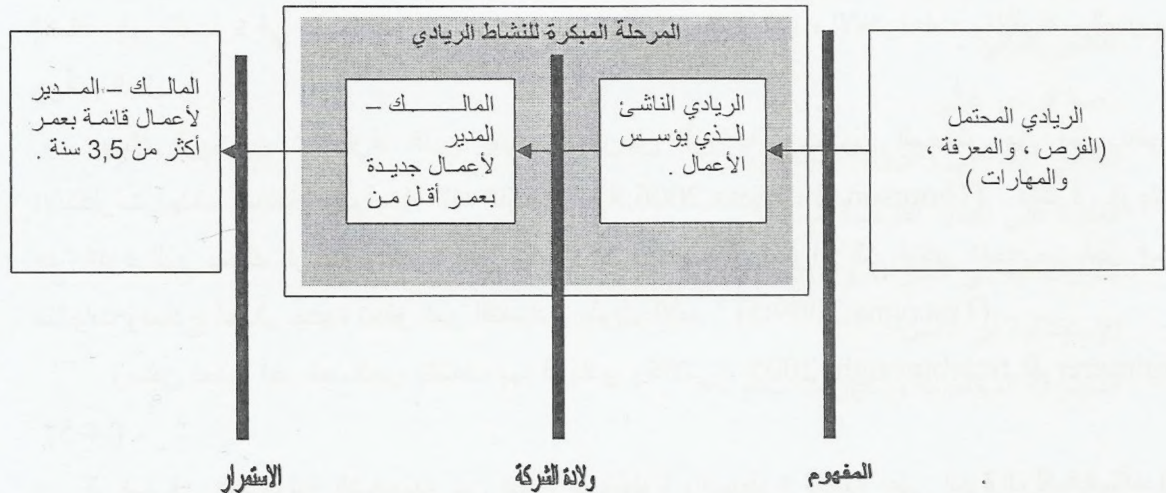 المرحلة المبكرة للنشاط الريادي
الريادي المحتمل
(الفرص ، والمعرفة ،
والمهارات )
الريادي الناشئ
الذي يؤسس
الأعمال .
المالك –
المدير
لأعمال جديدة
بعمر أقل من
المالك – المدير
لأعمال قائمة بعمر
أكثر من 3,5 سنة .
المفهوم
ولادة الشركة
الاستمرار